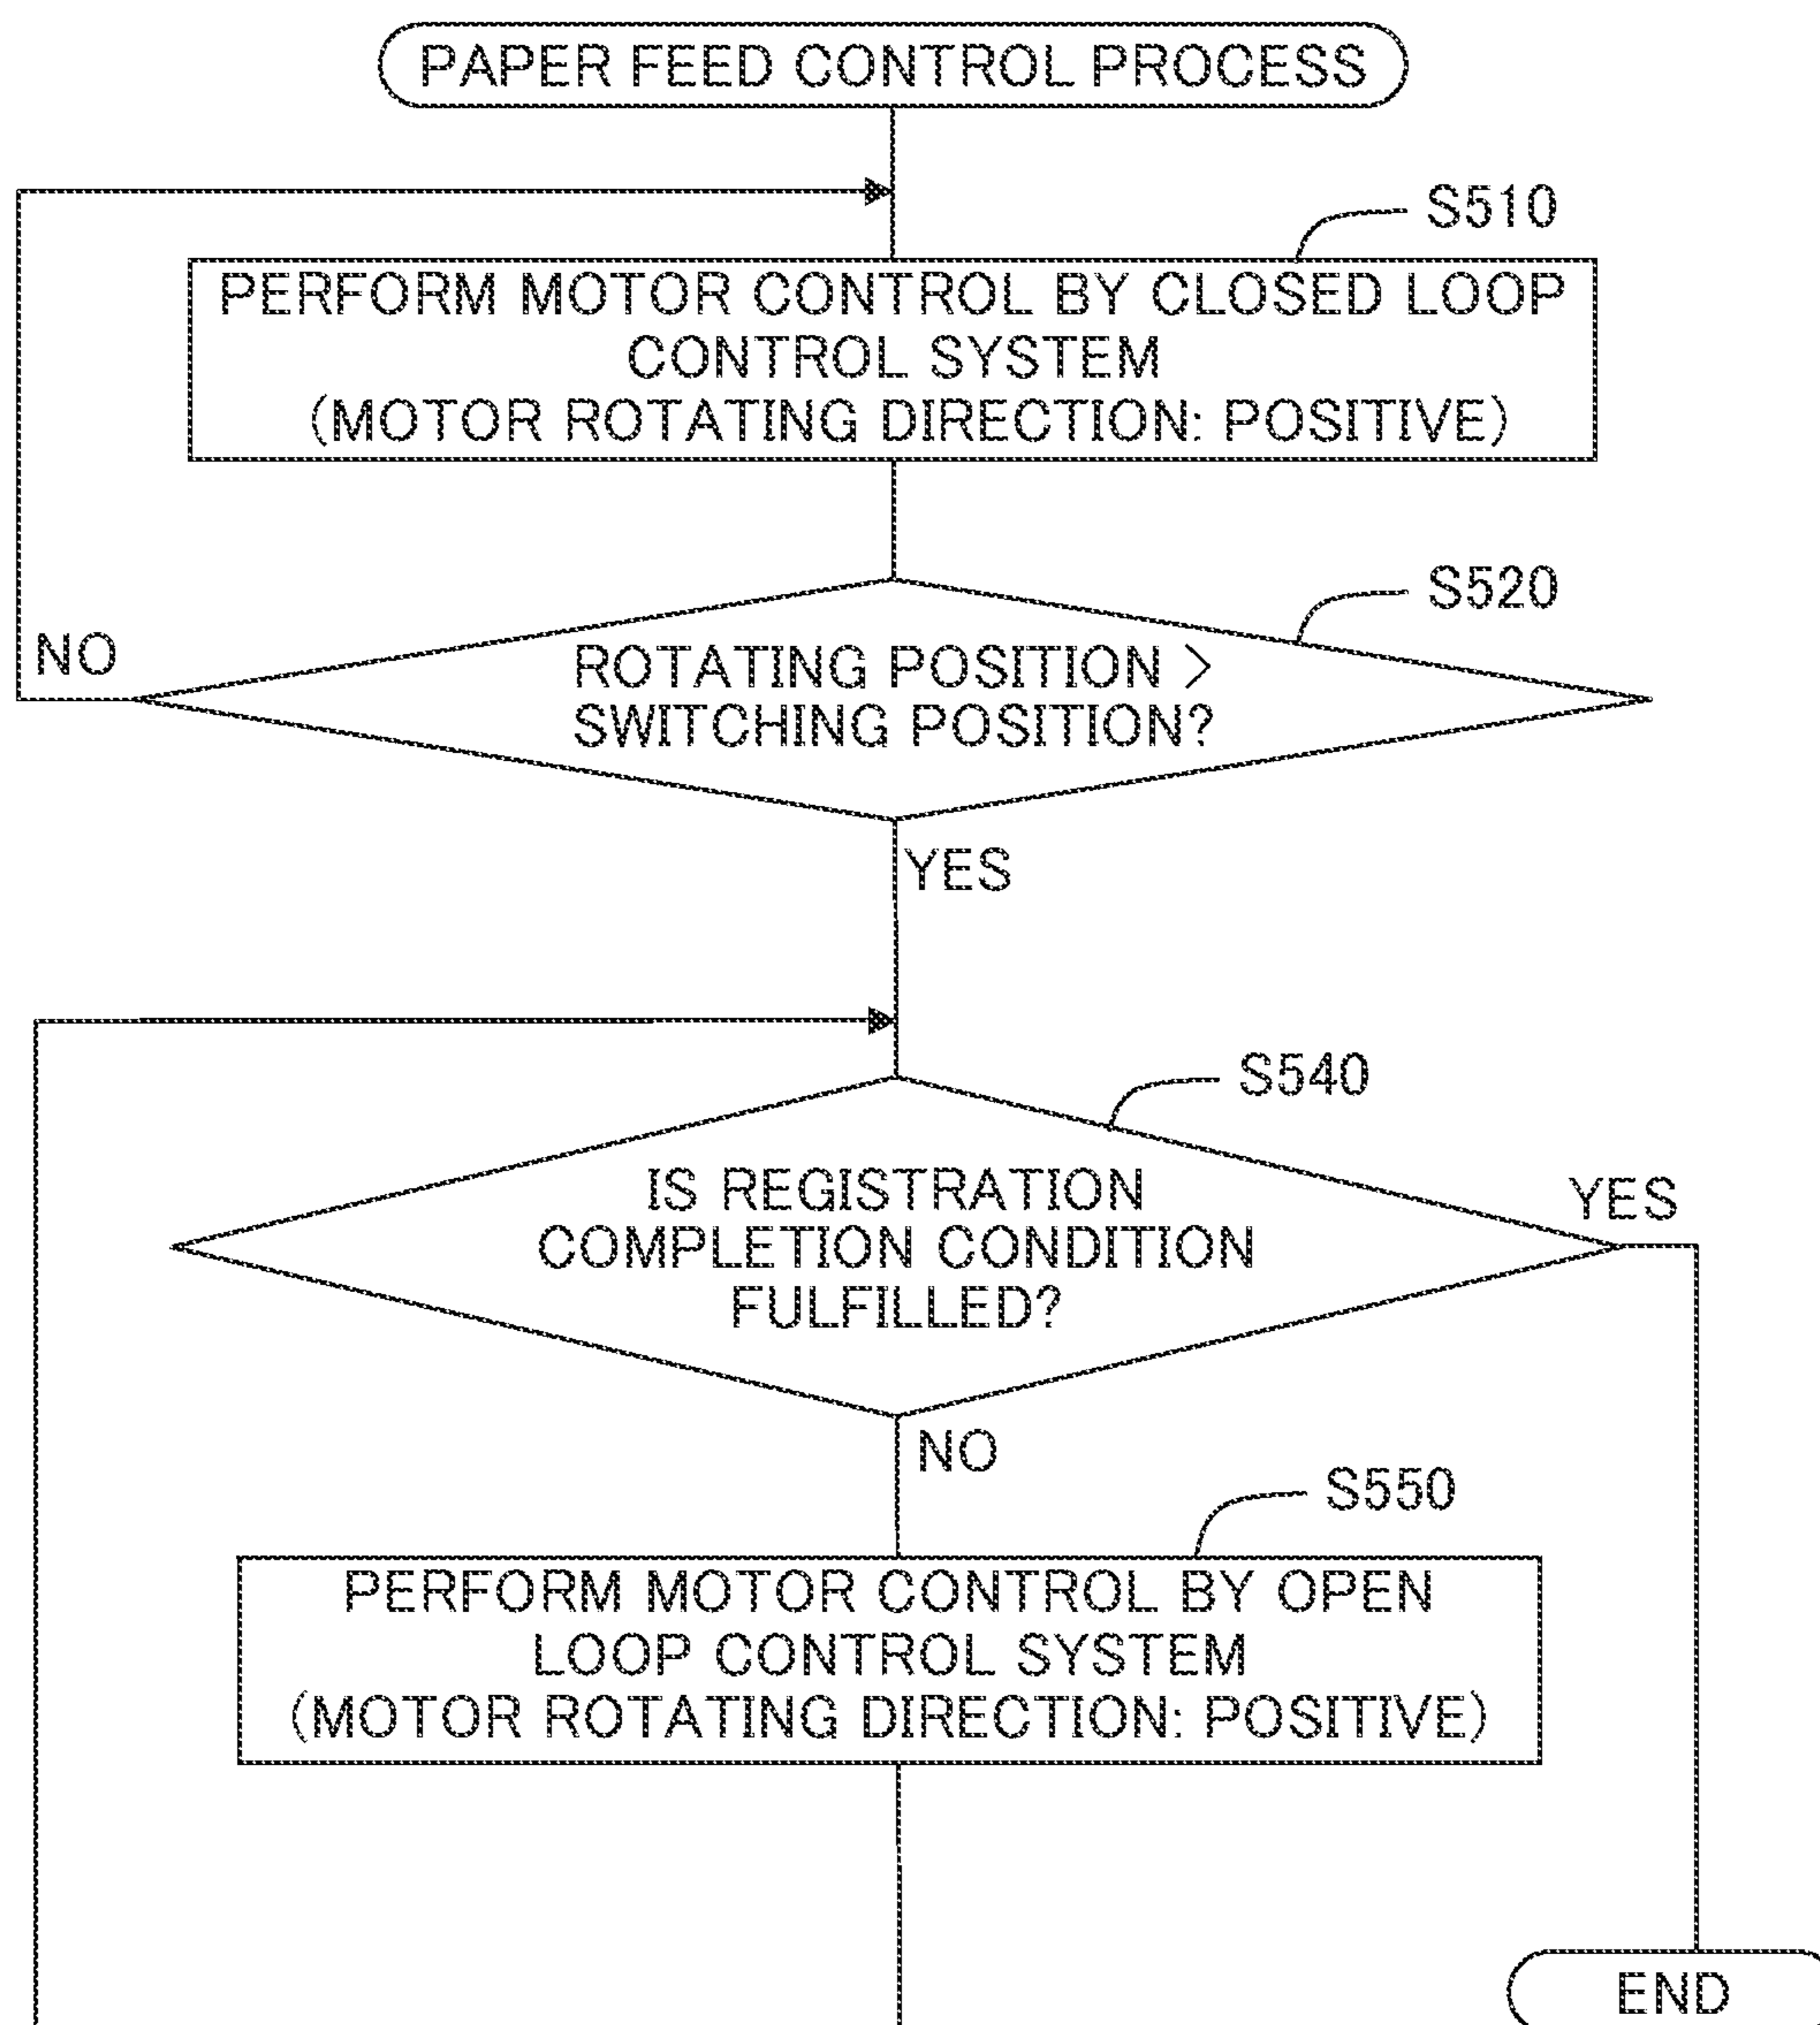 PAPER FEED CONTROL PROCESS
S510
PERFORM MOTOR CONTROL BY CLOSED LOOP
CONTROL SYSTEM
(MOTOR ROTATING DIRECTION: POSITIVE)
S520
NO
ROTATING POSITION >
SWITCHING POSITION?
YES
S540
IS REGISTRATION
COMPLETION CONDITION
FULFILLED?
YES
NO
S550
PERFORM MOTOR CONTROL BY OPEN
LOOP CONTROL SYSTEM
(MOTOR ROTATING DIRECTION: POSITIVE)
END